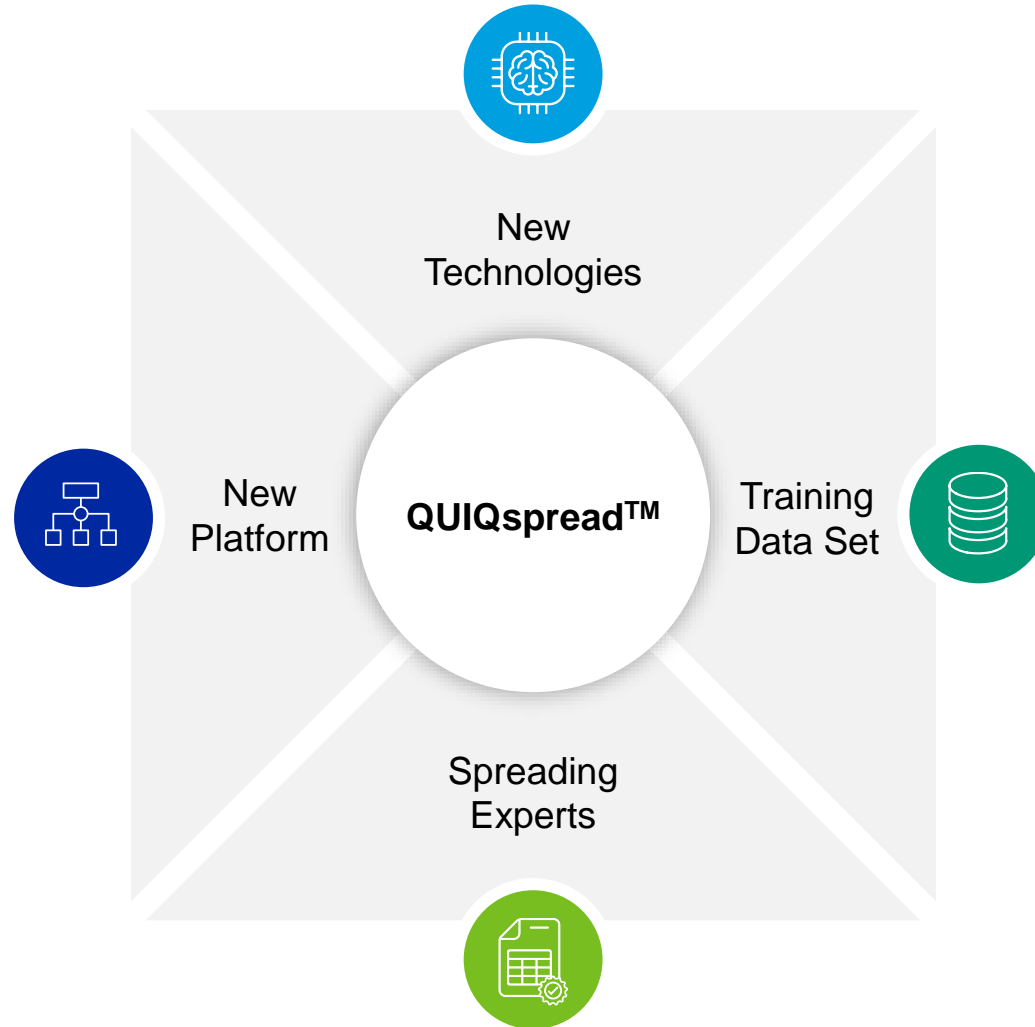 New
Technologies
New
Platform
QUIQspread™
Training
Data Set
Spreading
Experts